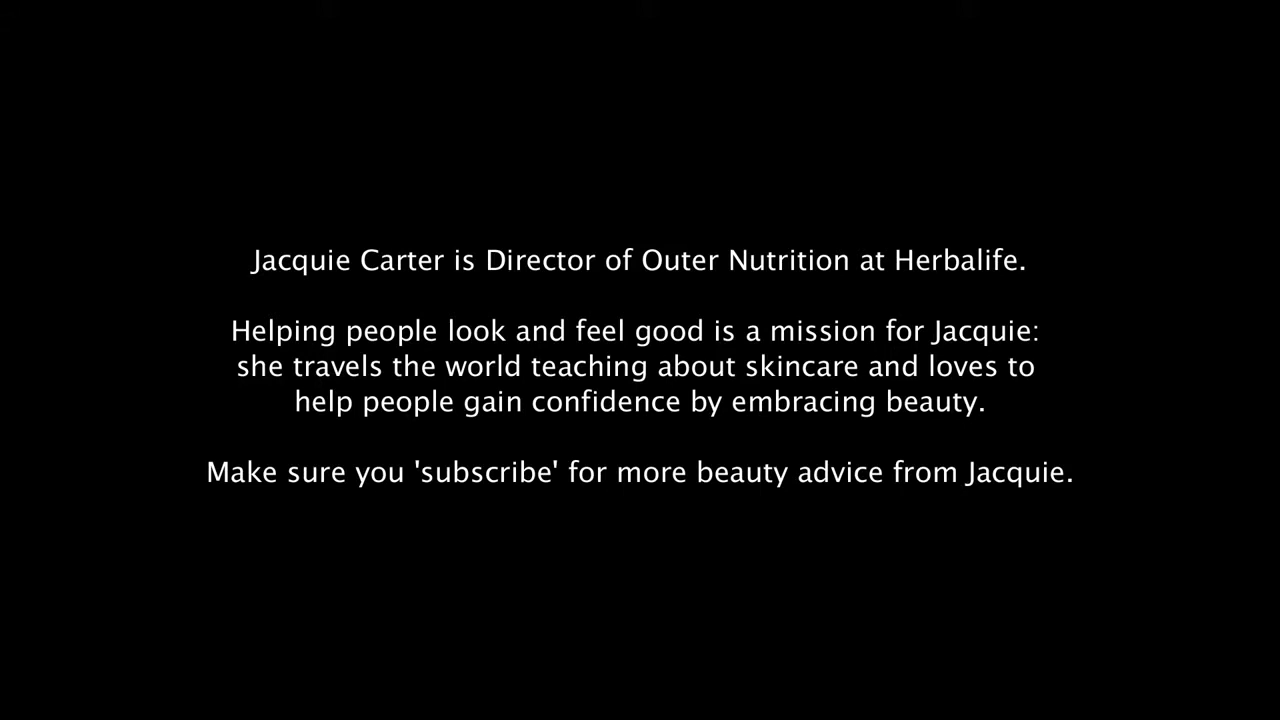 Jacquie Carter is Director of Outer Nutrition at Herbalife.
Helping people look and feel good is a mission for Jacquie:
she travels the world teaching about skincare and loves to
help people gain confidence by embracing beauty.
Make sure you 'subscribe' for more beauty advice from Jacquie.